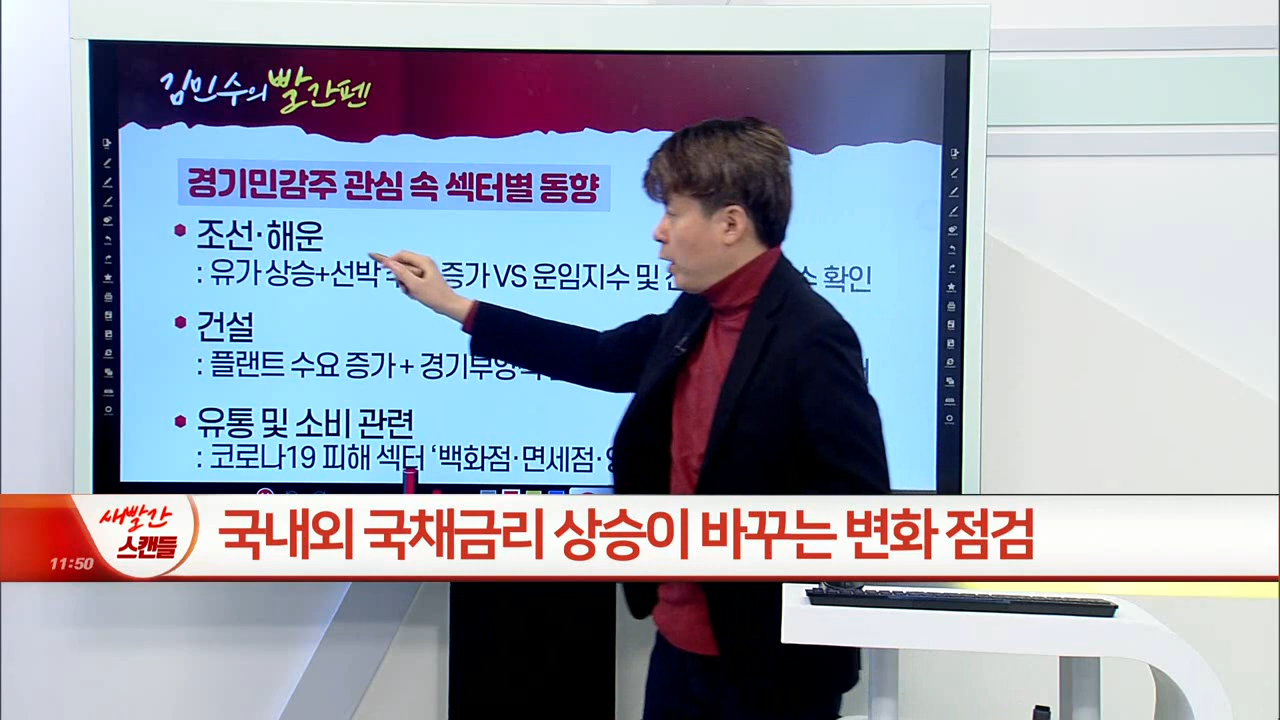 김민수의 빨간펜
경기민감주 관심 속 섹터별 동향
조선·해운
: 유가 상승+선박 증가 VS 운임지수 및 확인
건설
: 플랜트 수요 증가 + 경기부양
유통 및 소비 관련
: 코로나19 피해 섹터 ‘백화점·면세점·
새빨간
스캔들
11:50
국내외 국채금리 상승이 바꾸는 변화 점검